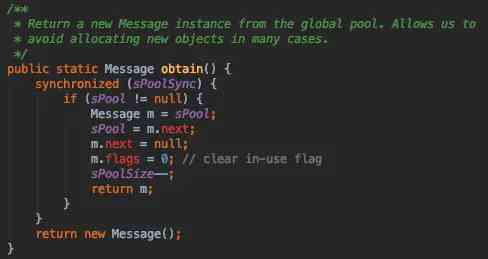 /**
 * Return a new Message instance from the global pool. Allows us to
 * avoid allocating new objects in many cases.
 */
public static Message obtain() {
    synchronized (sPoolSync) {
        if (sPool != null) {
            Message m = sPool;
            sPool = m.next;
            m.next = null;
            m.flags = 0; // clear in-use flag
            sPoolSize--;
            return m;
        }
    }
    return new Message();
}